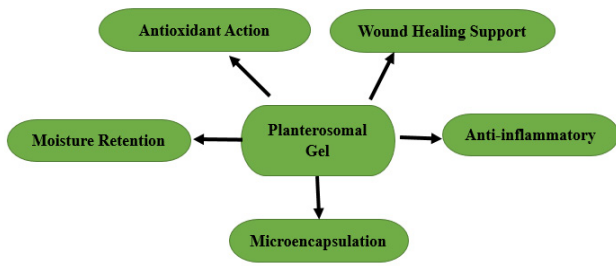 Antioxidant Action
Wound Healing Support
Moisture Retention
Planterosomal
Gel
Anti-inflammatory
Microencapsulation